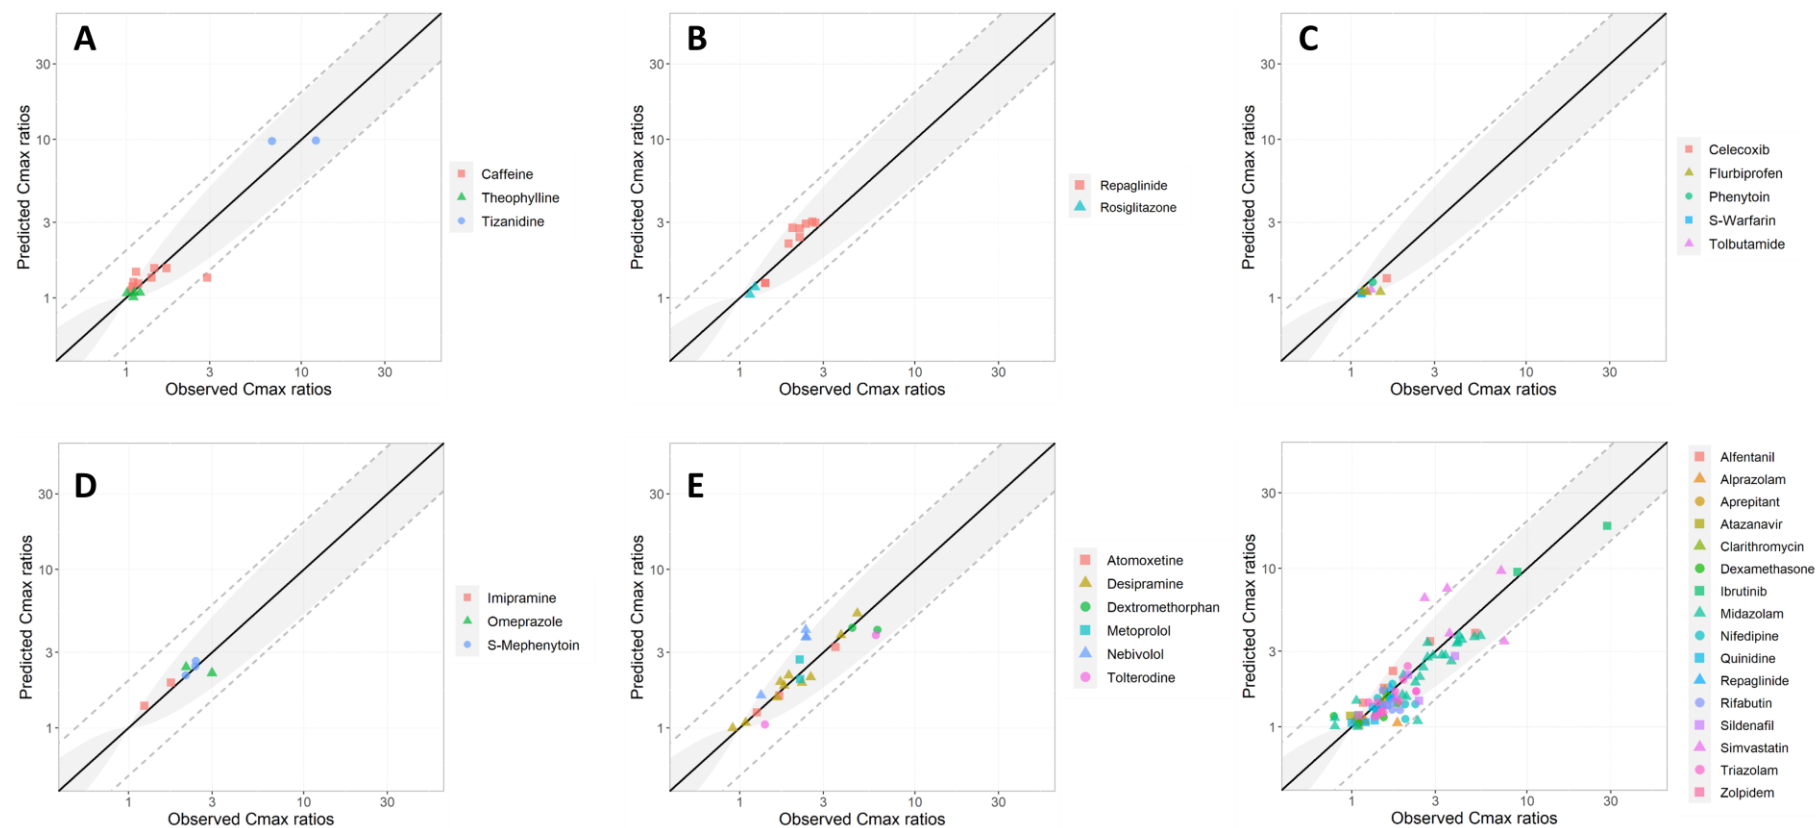 A
30
10
3
1
1
3
10
30
Predicted Cmax ratios
Observed Cmax ratios
Caffeine
Theophylline
Tizanidine
B
30
10
3
1
1
3
10
30
Predicted Cmax ratios
Observed Cmax ratios
Repaglinide
Rosiglitazone
C
30
10
3
1
1
3
10
30
Predicted Cmax ratios
Observed Cmax ratios
Celecoxib
Flurbiprofen
Phenytoin
S-Warfarin
Tolbutamide
D
30
10
3
1
1
3
10
30
Predicted Cmax ratios
Observed Cmax ratios
Imipramine
Omeprazole
S-Mephenytoin
E
30
10
3
1
1
3
10
30
Predicted Cmax ratios
Observed Cmax ratios
Atomoxetine
Desipramine
Dextromethorphan
Metoprolol
Nebivolol
Tolterodine
30
10
3
1
1
3
10
30
Predicted Cmax ratios
Observed Cmax ratios
Alfentanil
Alprazolam
Aprepitant
Atazanavir
Clarithromycin
Dexamethasone
Ibrutinib
Midazolam
Nifedipine
Quinidine
Repaglinide
Rifabutin
Sildenafil
Simvastatin
Triazolam
Zolpidem